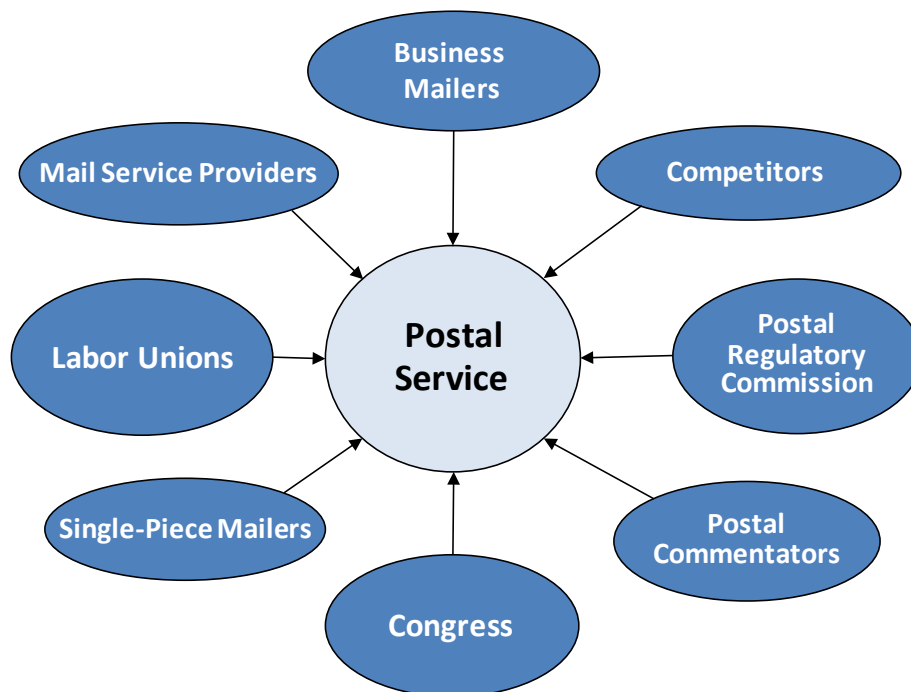 Business
Mailers
Mail Service Providers
Competitors
Postal
Service
Labor Unions
Postal
Regulatory
Commission
Single-Piece Mailers
Postal
Commentators
Congress